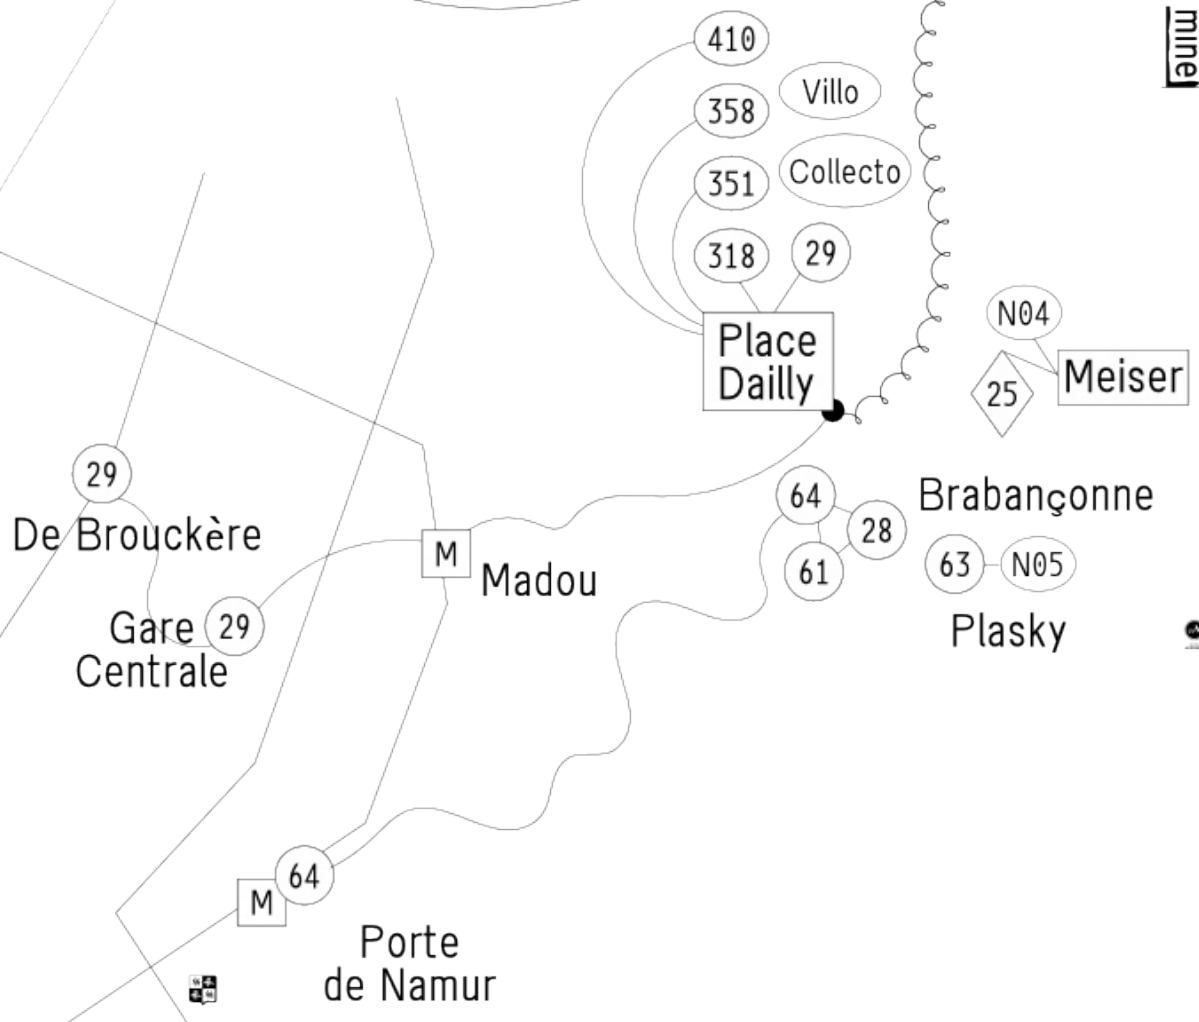 410
mine
358
Villo
351
Collecto
318
29
Place
Dailly
N04
25
Meiser
29
De Brouckère
64
28
61
Brabançonne
63
N05
Plasky
M
Madou
Gare
Centrale
29
64
M
Porte
de Namur